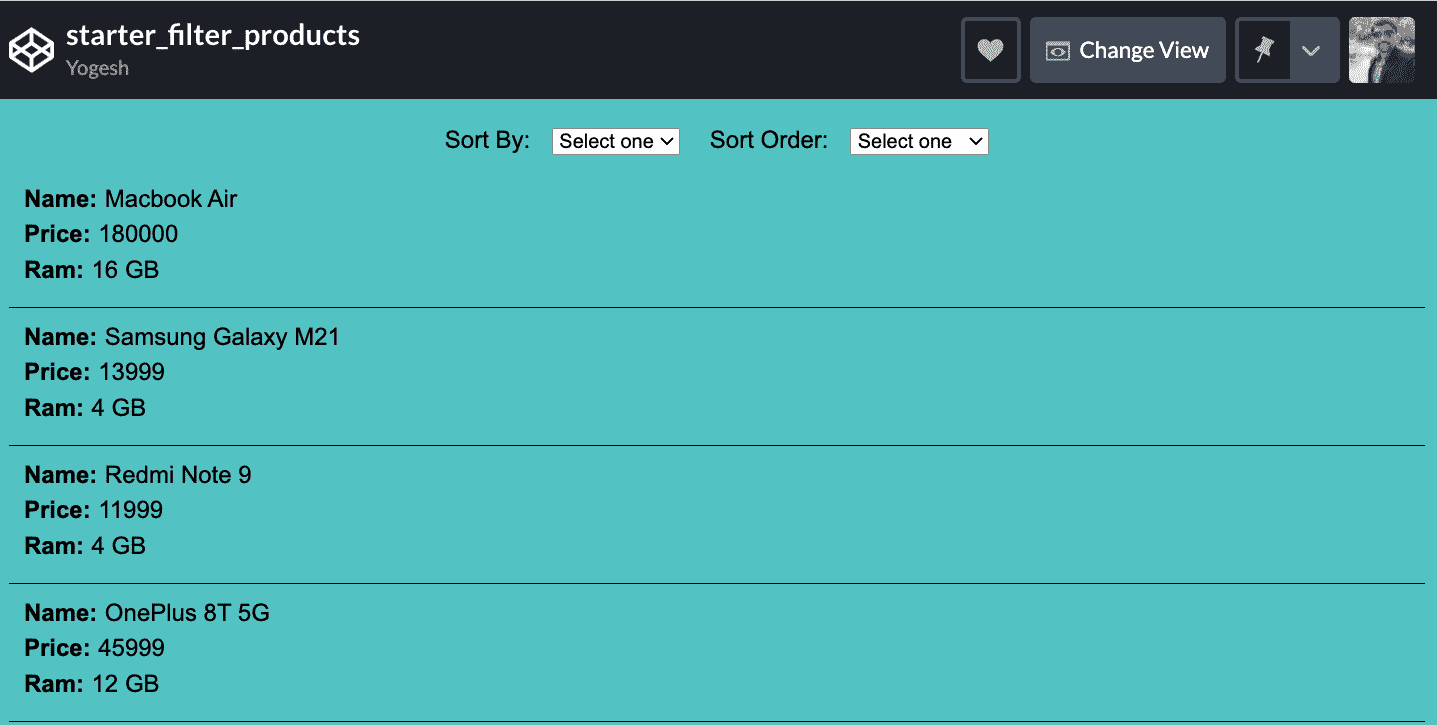 starter_filter_products
Yogesh
Change View
Sort By: Select one Sort Order: Select one
Name: Macbook Air
Price: 180000
Ram: 16 GB
Name: Samsung Galaxy M21
Price: 13999
Ram: 4 GB
Name: Redmi Note 9
Price: 11999
Ram: 4 GB
Name: OnePlus 8T 5G
Price: 45999
Ram: 12 GB